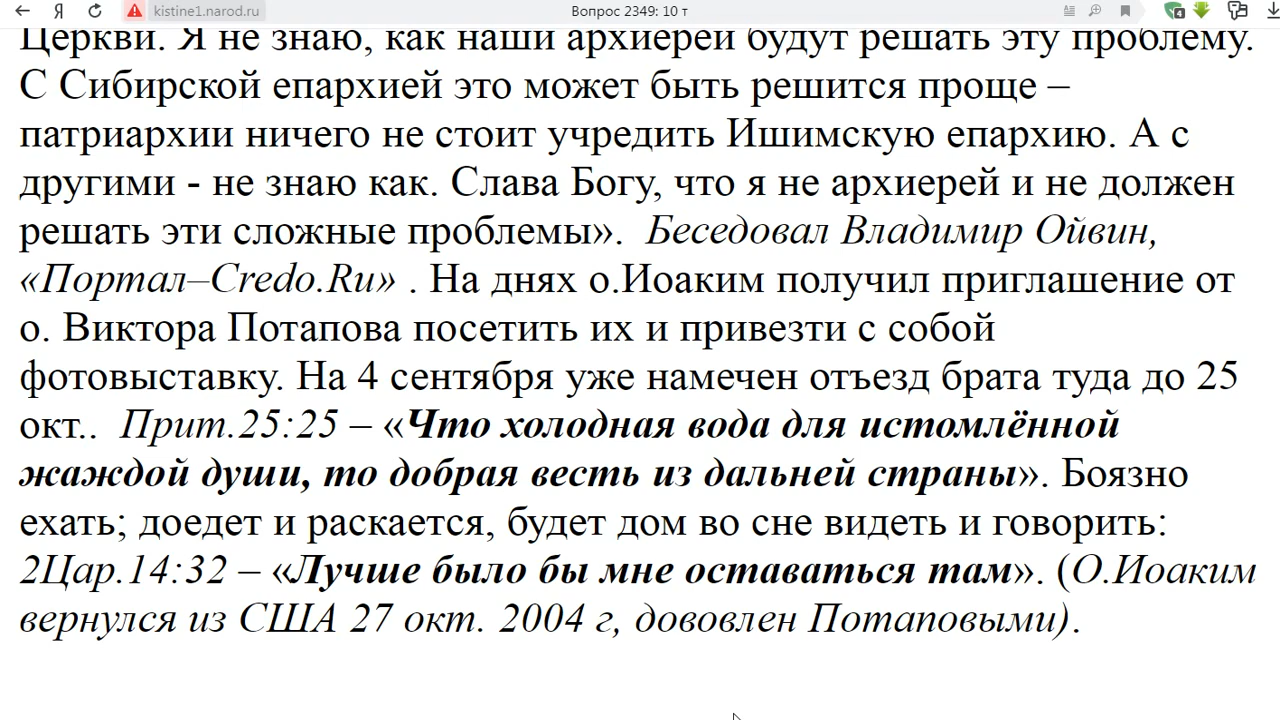 kistine1.narod.ru Вопрос 2349: 10 т 4
Церкви. Я не знаю, как наши архиереи будут решать эту проблему.
С Сибирской епархией это может быть решится проще –
патриархии ничего не стоит учредить Ишимскую епархию. А с
другими - не знаю как. Слава Богу, что я не архиерей и не должен
решать эти сложные проблемы». Беседовал Владимир Ойвин,
«Портал–Credo.Ru» . На днях о.Иоаким получил приглашение от
о. Виктора Потапова посетить их и привезти с собой
фотовыставку. На 4 сентября уже намечен отъезд брата туда до 25
окт.. Прит.25:25 – «Что холодная вода для истомлённой
жаждой души, то добрая весть из дальней страны». Боязно
ехать; доедет и раскается, будет дом во сне видеть и говорить:
2Цар.14:32 – «Лучше было бы мне оставаться там». (О.Иоаким
вернулся из США 27 окт. 2004 г, дововлен Потаповыми).